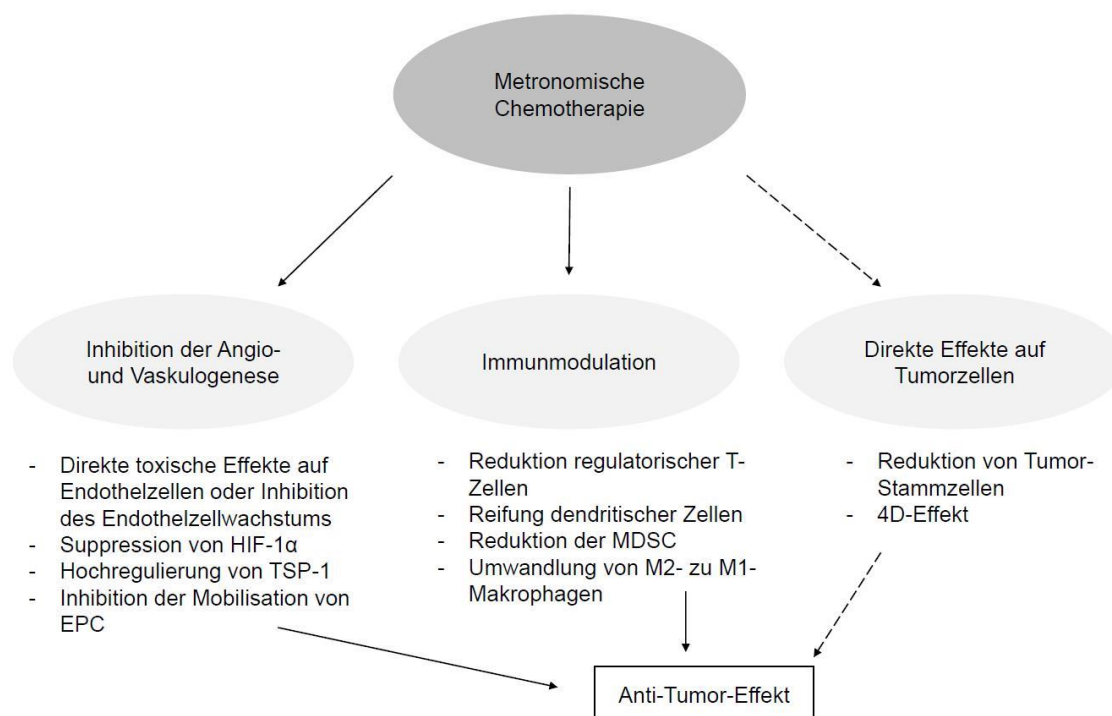 Metronomische
Chemotherapie
Inhibition der Angio-
und Vaskulogenese
Immunmodulation
Direkte Effekte auf
Tumorzellen
- Direkte toxische Effekte auf
Endothelzellen oder Inhibition
des Endothelzellwachstums
- Suppression von HIF-1α
- Hochregulierung von TSP-1
- Inhibition der Mobilisation von
EPC
- Reduktion regulatorischer T-
Zellen
- Reifung dendritischer Zellen
- Reduktion der MDSC
- Umwandlung von M2- zu M1-
Makrophagen
- Reduktion von Tumor-
Stammzellen
- 4D-Effekt
Anti-Tumor-Effekt